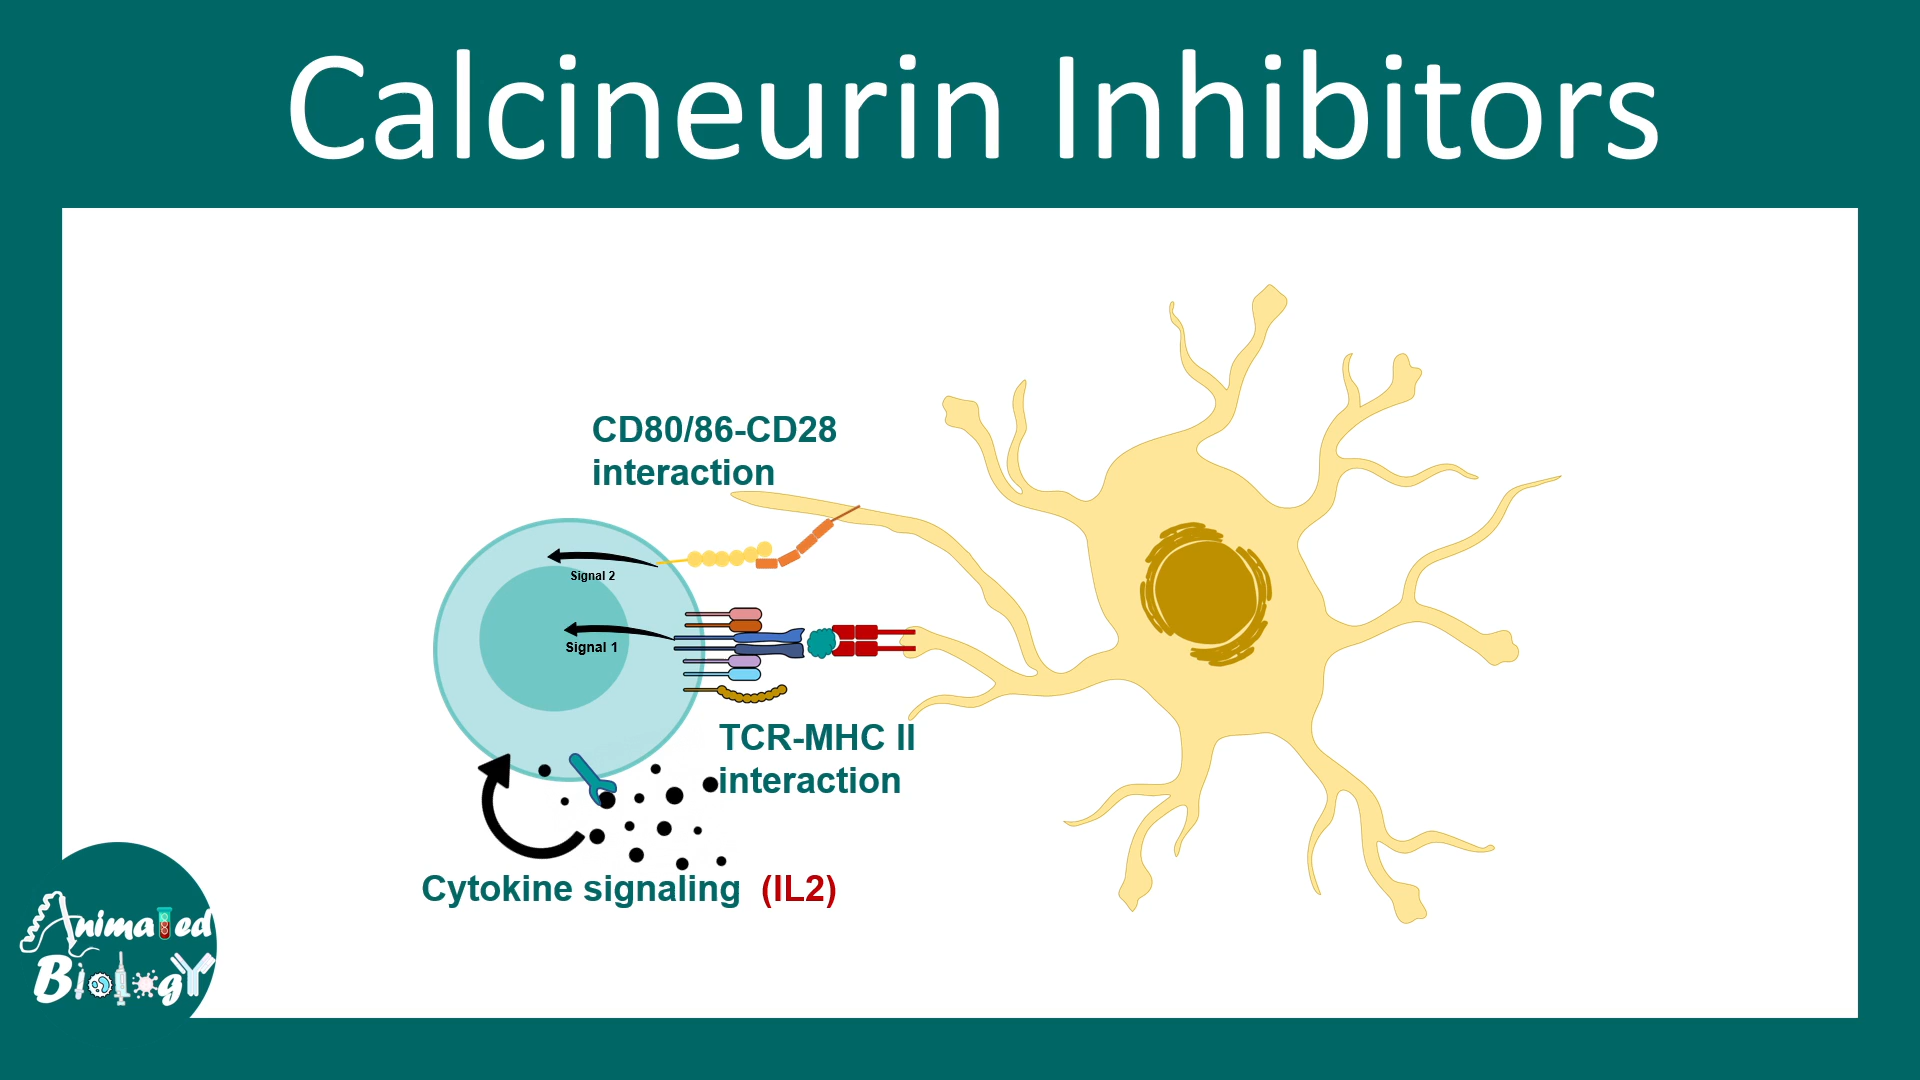 Calcineurin Inhibitors
CD80/86-CD28
interaction
Signal 2
Signal 1
TCR-MHC II
interaction
Cytokine signaling (IL2)
Animated
Biology